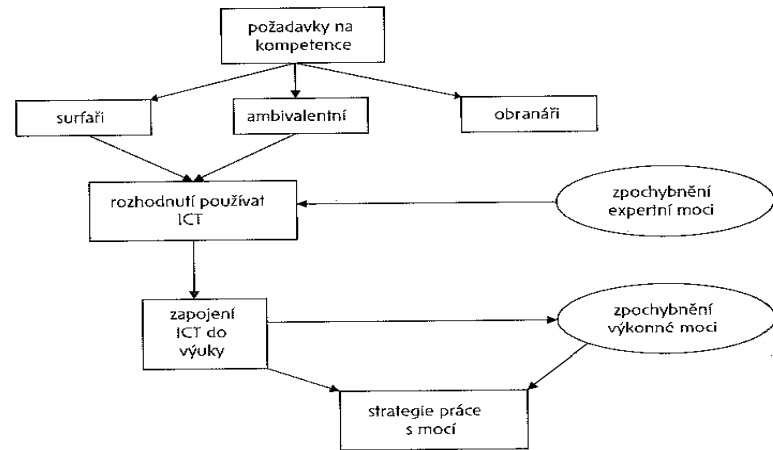 požadavky na
kompetence
surfaři
ambivalentní
obranáři
rozhodnutí používat
ICT
zpochybnění
expertní moci
zapojení
ICT do
výuky
zpochybnění
výkonné moci
strategie práce
s mocí